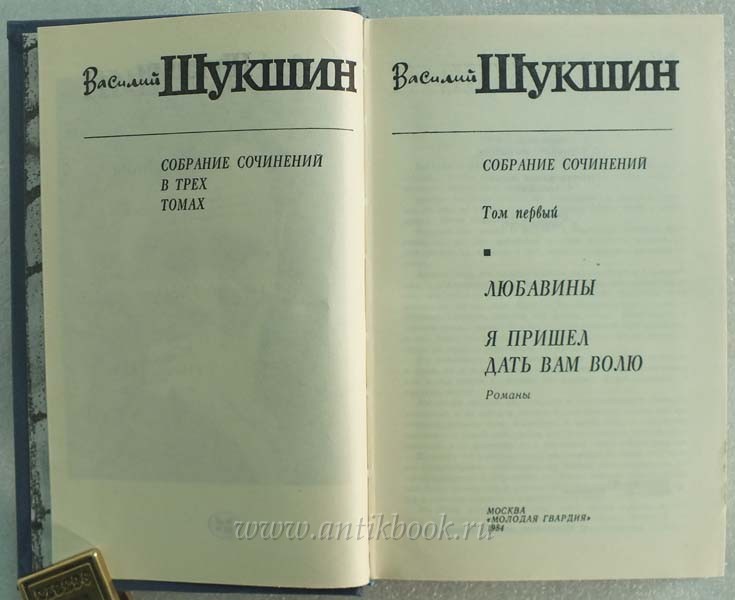 Василий ШУКШИН
СОБРАНИЕ СОЧИНЕНИЙ
В ТРЕХ
ТОМАХ
Василий ШУКШИН
СОБРАНИЕ СОЧИНЕНИЙ
Том первый
ЛЮБАВИНЫ
Я ПРИШЕЛ
ДАТЬ ВАМ ВОЛЮ
Романы
МОСКВА
«МОЛОДАЯ ГВАРДИЯ»
1984
www.antikbook.ru